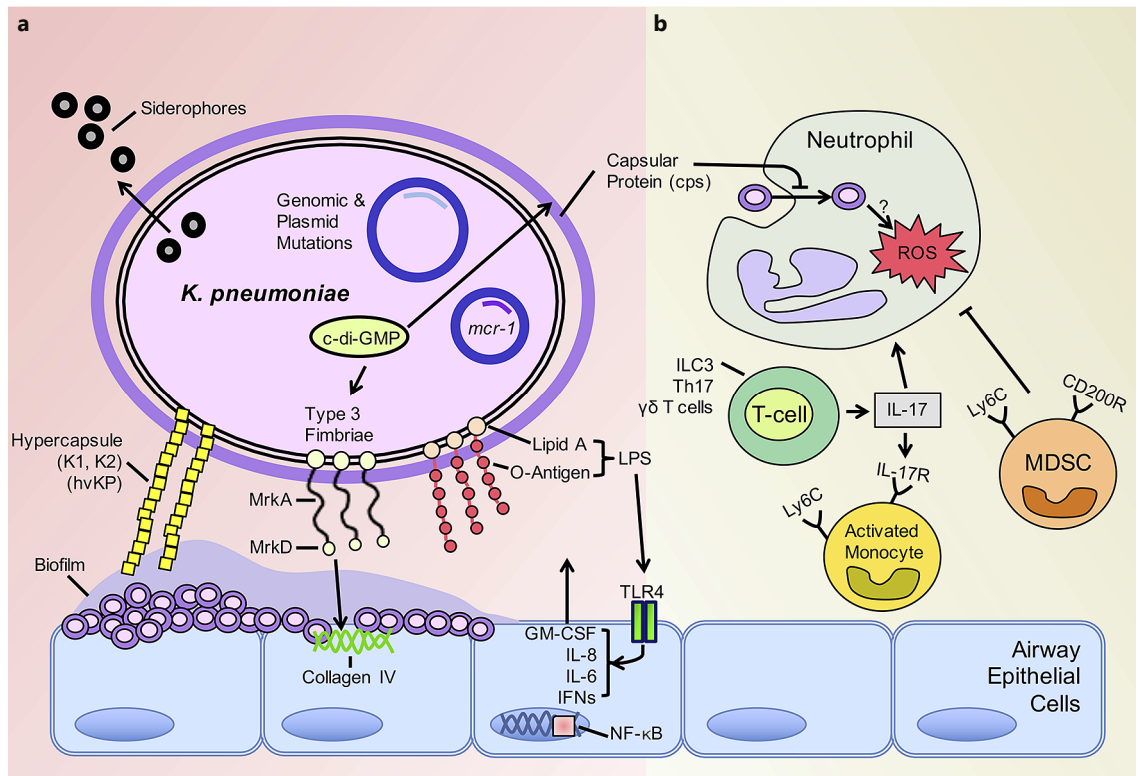 a
Siderophores
Genomic &
Plasmid
Mutations
K. pneumoniae
c-di-GMP
mcr-1
Type 3
Fimbriae
Hypercapsule
(K1, K2)
(hvKP)
MrkA
MrkD
Lipid A
O-Antigen
LPS
Biofilm
Collagen IV
TLR4
GM-CSF
IL-8
IL-6
IFNs
NF-κB
Capsular
Protein (cps)
b
Neutrophil
?
ROS
ILC3
Th17
γδ T cells
T-cell
IL-17
IL-17R
Ly6C
Activated
Monocyte
Ly6C
CD200R
MDSC
Airway
Epithelial
Cells